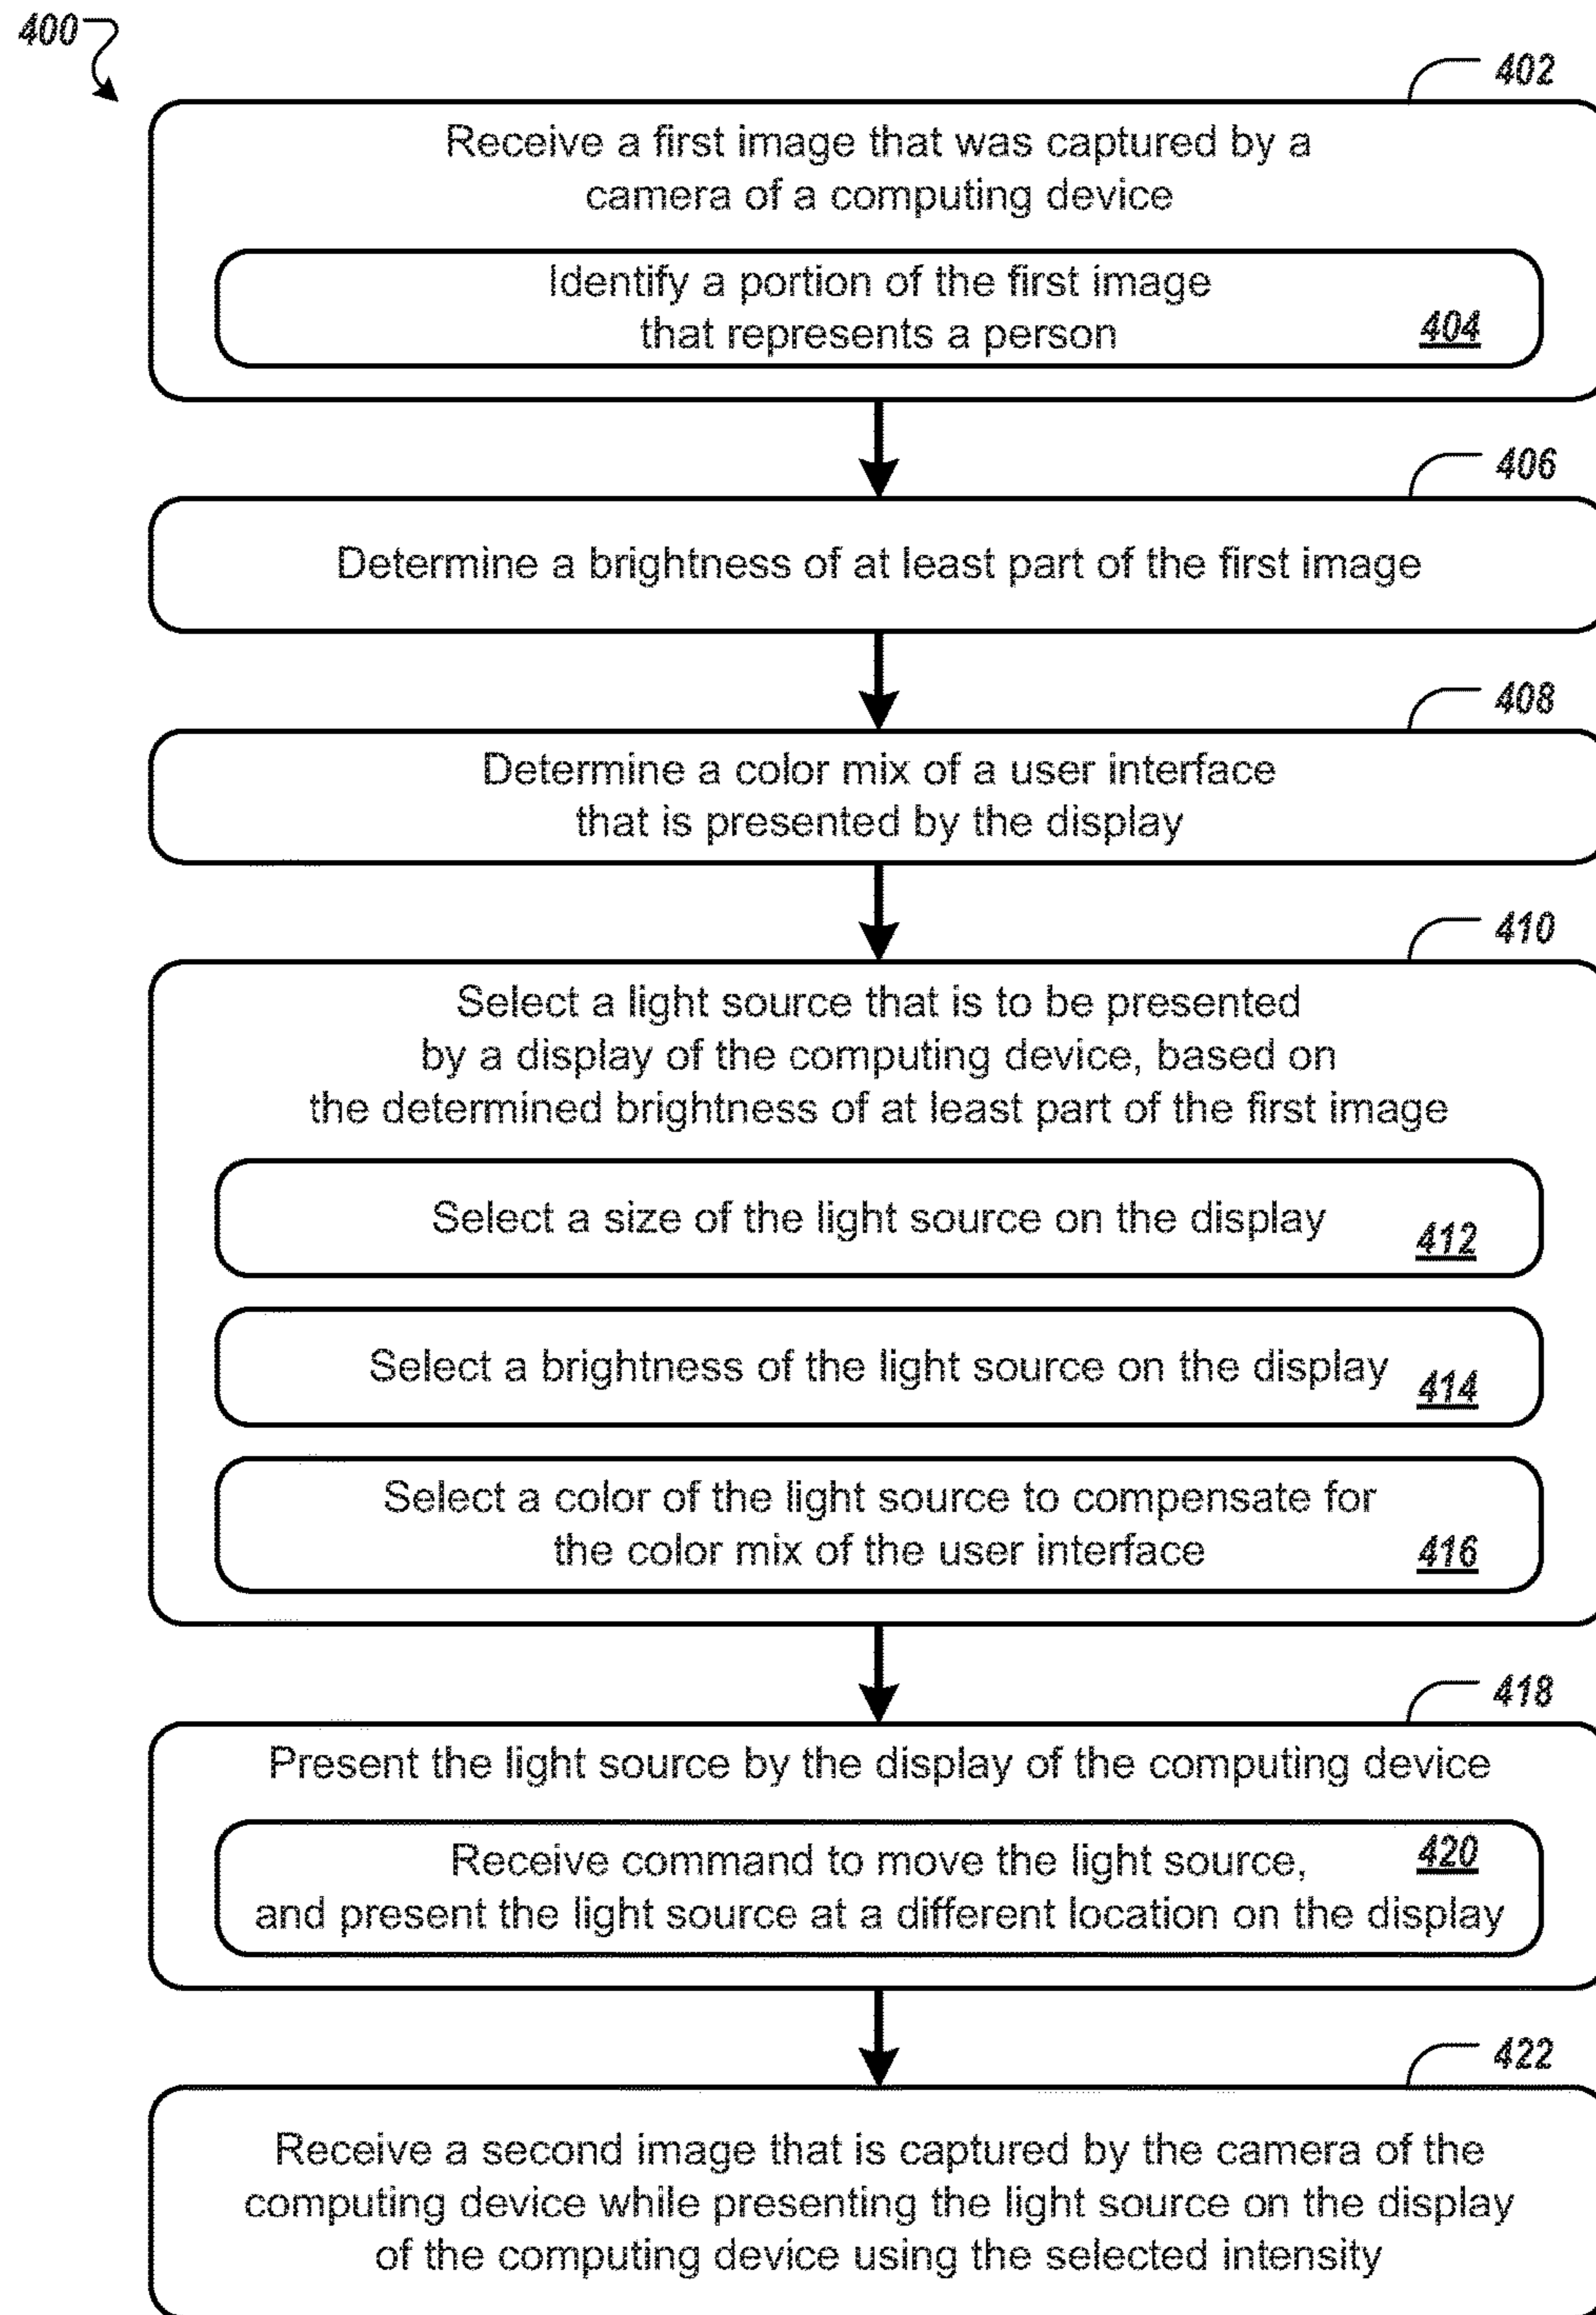 400
402
Receive a first image that was captured by a
camera of a computing device
Identify a portion of the first image
that represents a person
404
406
Determine a brightness of at least part of the first image
408
Determine a color mix of a user interface
that is presented by the display
410
Select a light source that is to be presented
by a display of the computing device, based on
the determined brightness of at least part of the first image
Select a size of the light source on the display
412
Select a brightness of the light source on the display
414
Select a color of the light source to compensate for
the color mix of the user interface
416
418
Present the light source by the display of the computing device
Receive command to move the light source,
420
and present the light source at a different location on the display
422
Receive a second image that is captured by the camera of the
computing device while presenting the light source on the display
of the computing device using the selected intensity